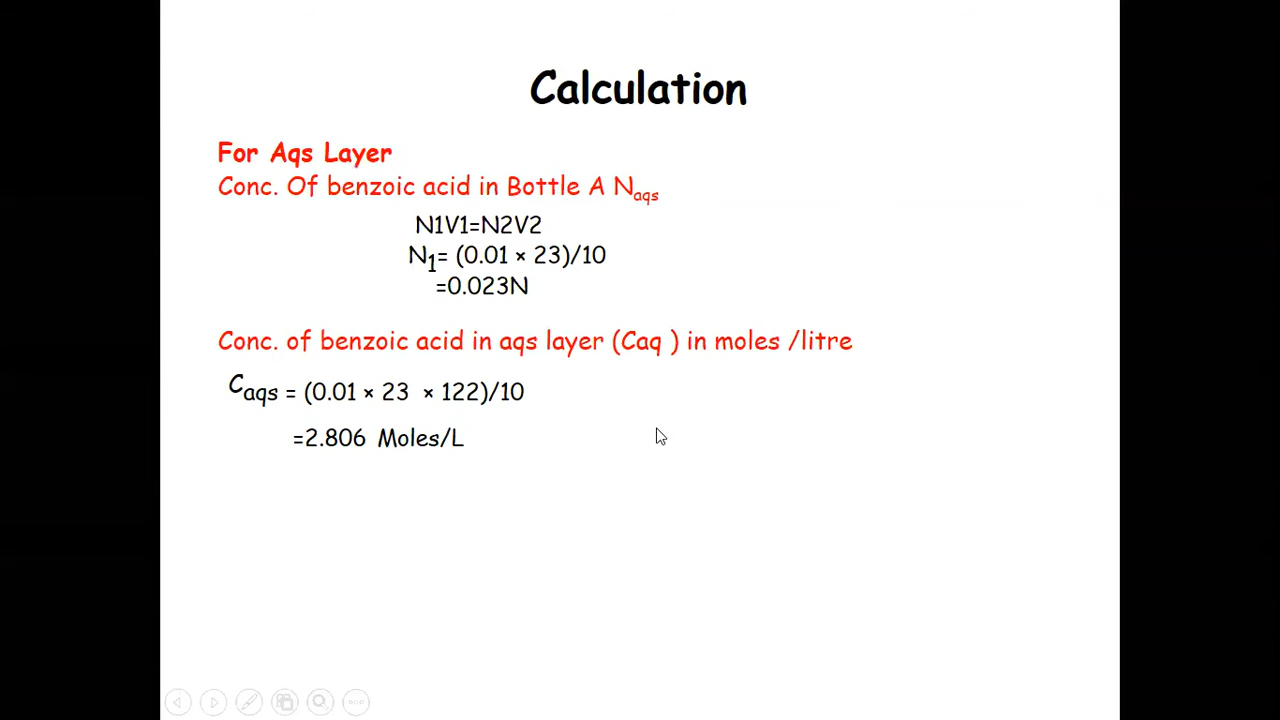 Calculation
For Aqs Layer
Conc. Of benzoic acid in Bottle A Naqs
N1V1=N2V2
N1= (0.01 × 23)/10
=0.023N
Conc. of benzoic acid in aqs layer (Caq ) in moles /litre
Caqs = (0.01 × 23 × 122)/10
=2.806 Moles/L